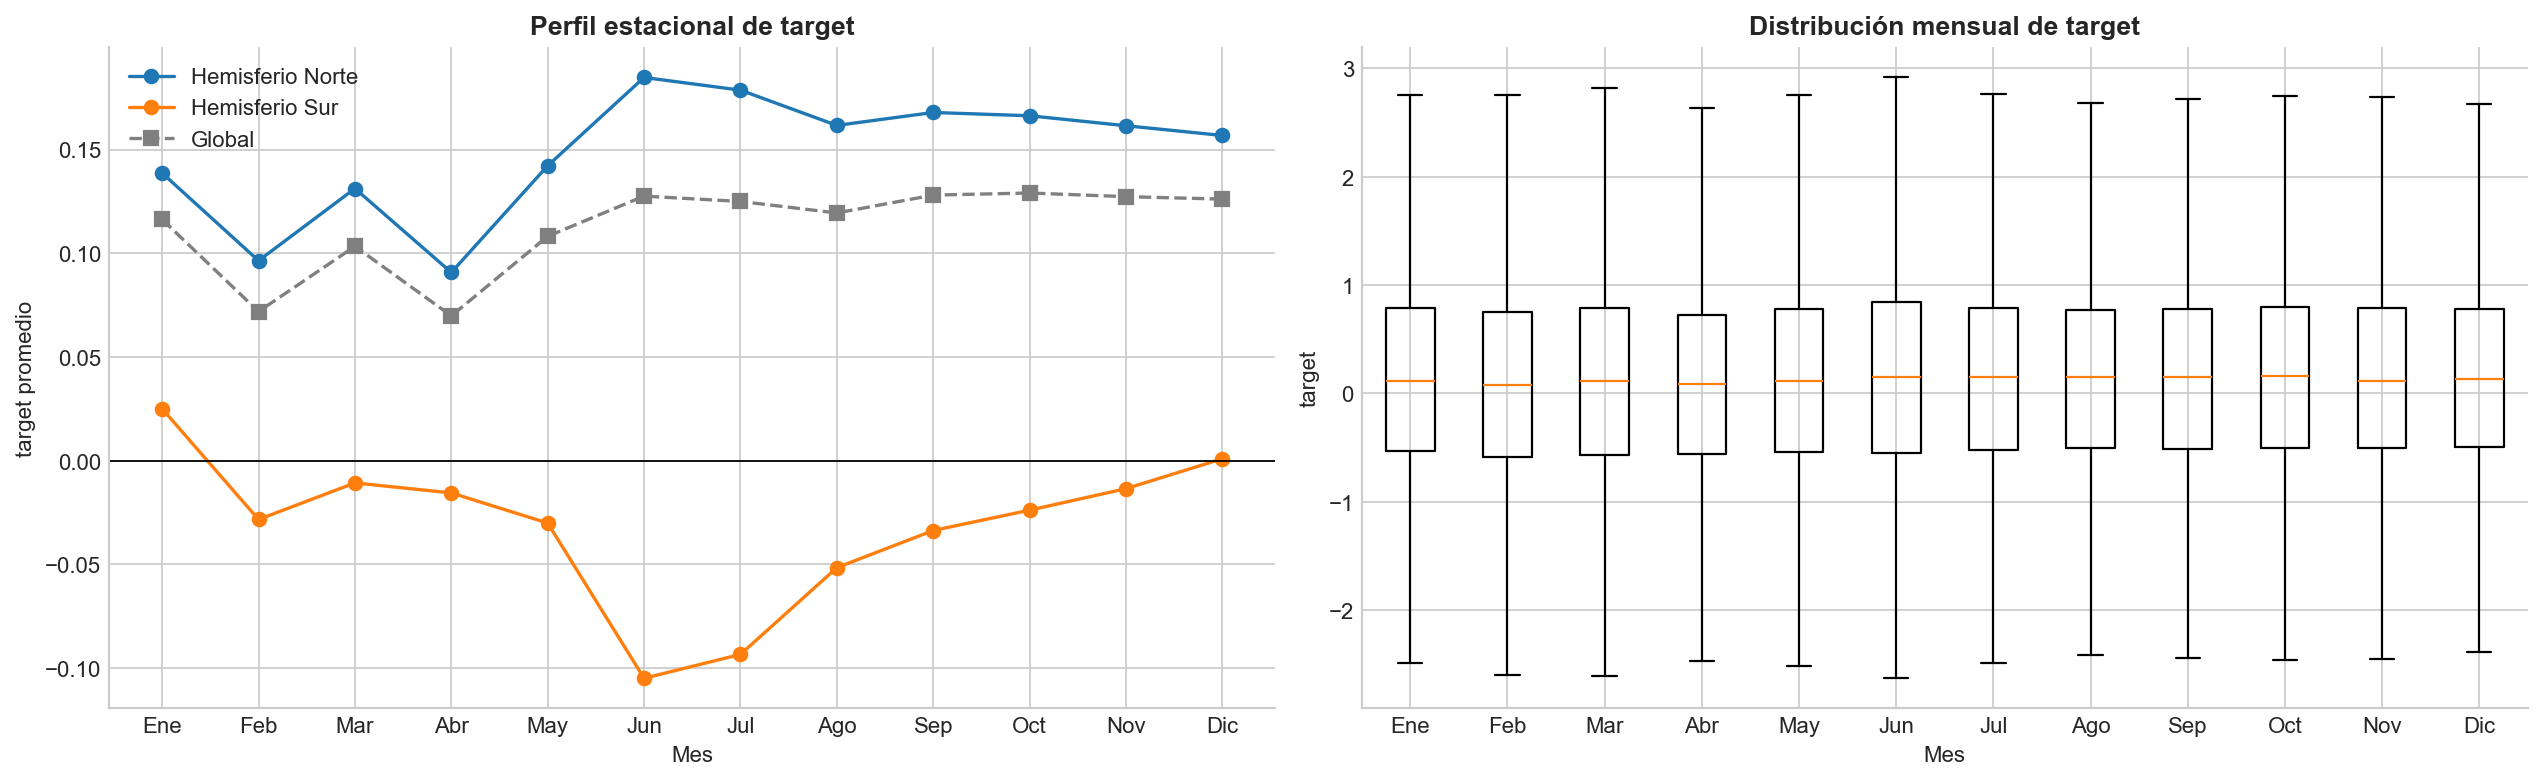 Perfil estacional de target
Hemisferio Norte
Hemisferio Sur
Global
target promedio
0.15
0.10
0.05
0.00
−0.05
−0.10
Ene Feb Mar Abr May Jun Jul Ago Sep Oct Nov Dic
Mes
Distribución mensual de target
target
3
2
1
0
−1
−2
Ene Feb Mar Abr May Jun Jul Ago Sep Oct Nov Dic
Mes